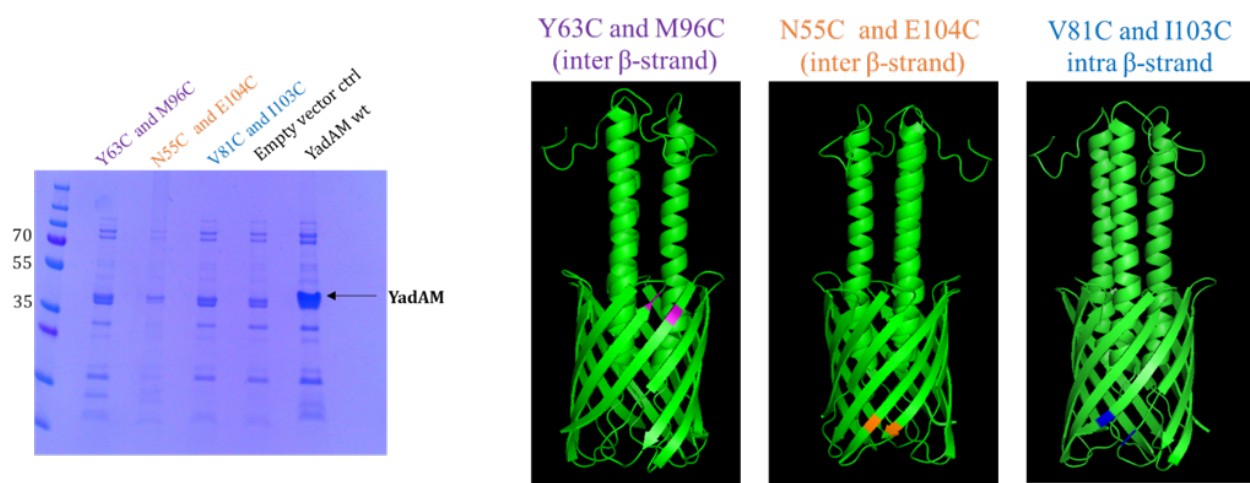 Y63C and M96C
N55C and E104C
V81C and I103C
Empty vector ctrl
YadAM wt
70
55
35
YadAM
Y63C and M96C
(inter β-strand)
N55C and E104C
(inter β-strand)
V81C and I103C
intra β-strand